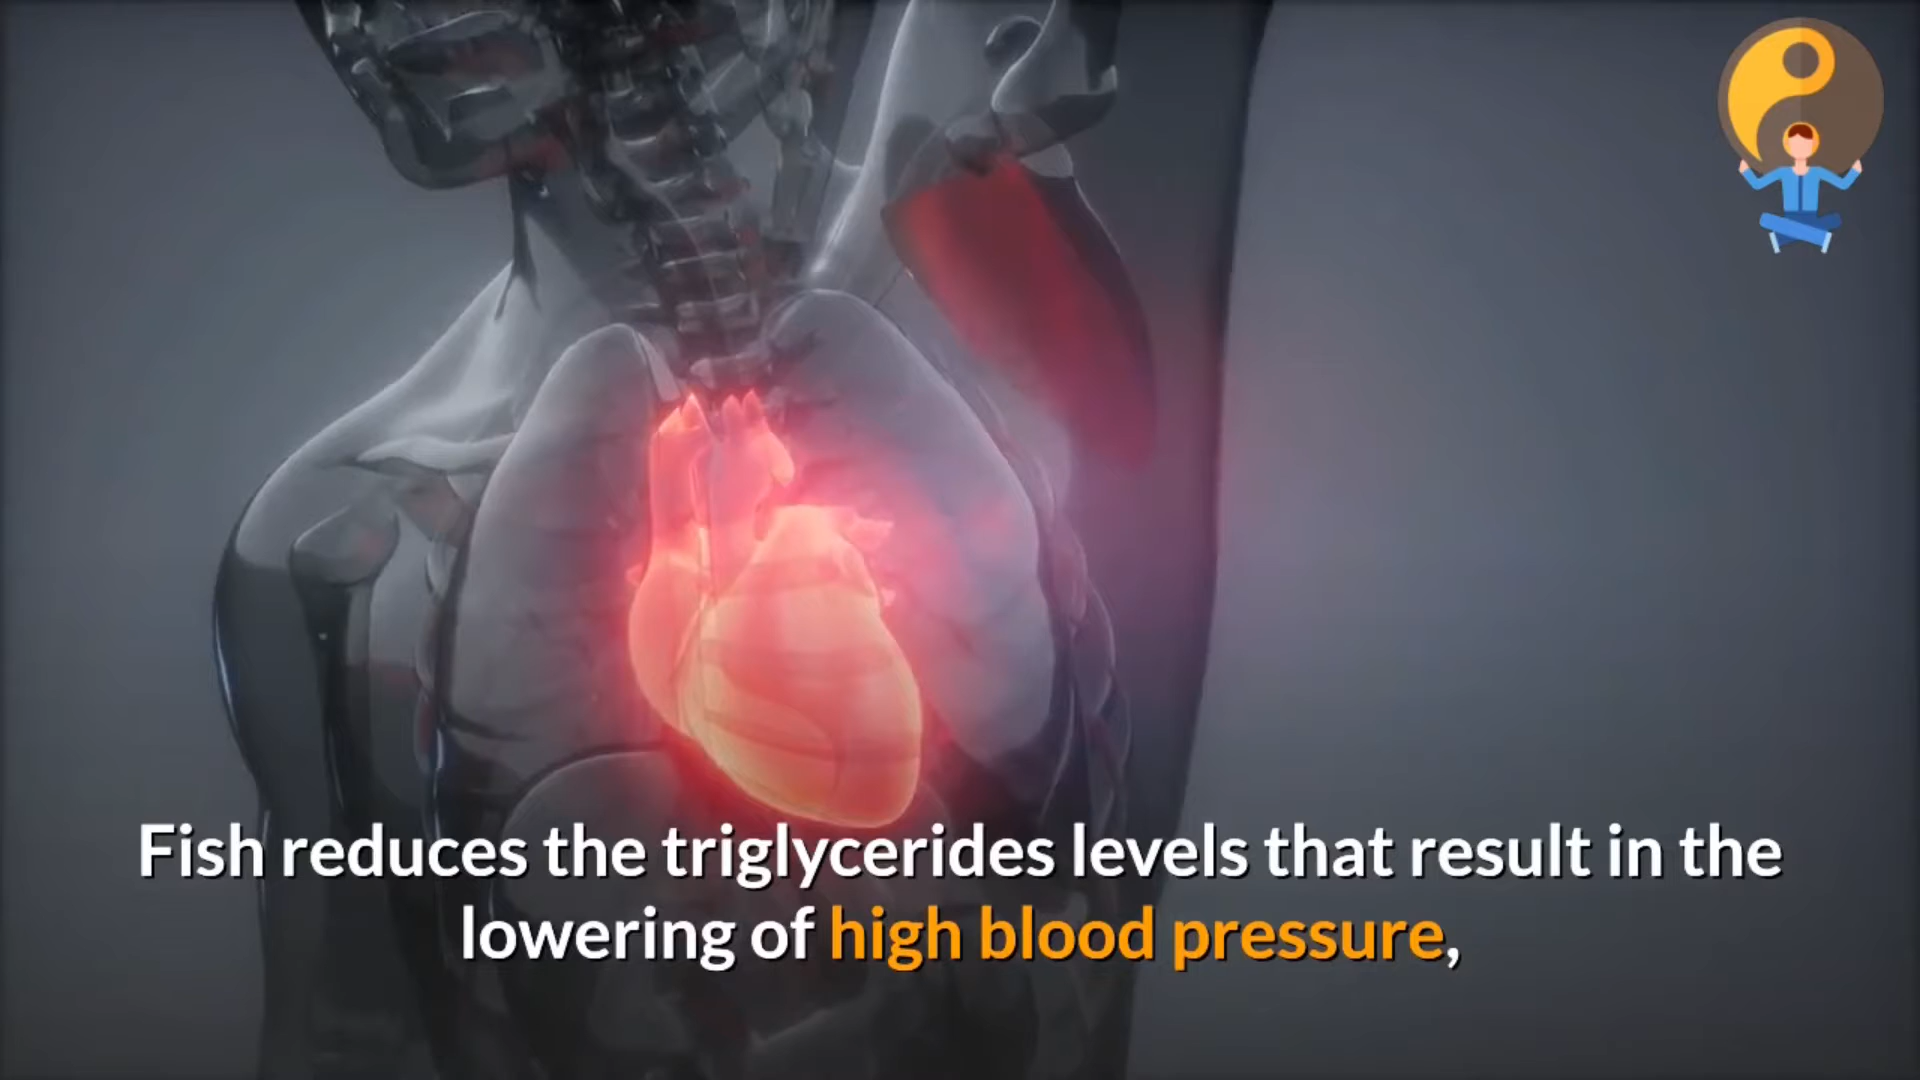 Fish reduces the triglycerides levels that result in the
lowering of high blood pressure,